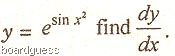 y = e^{sin x²} find dy/dx.
boardguess